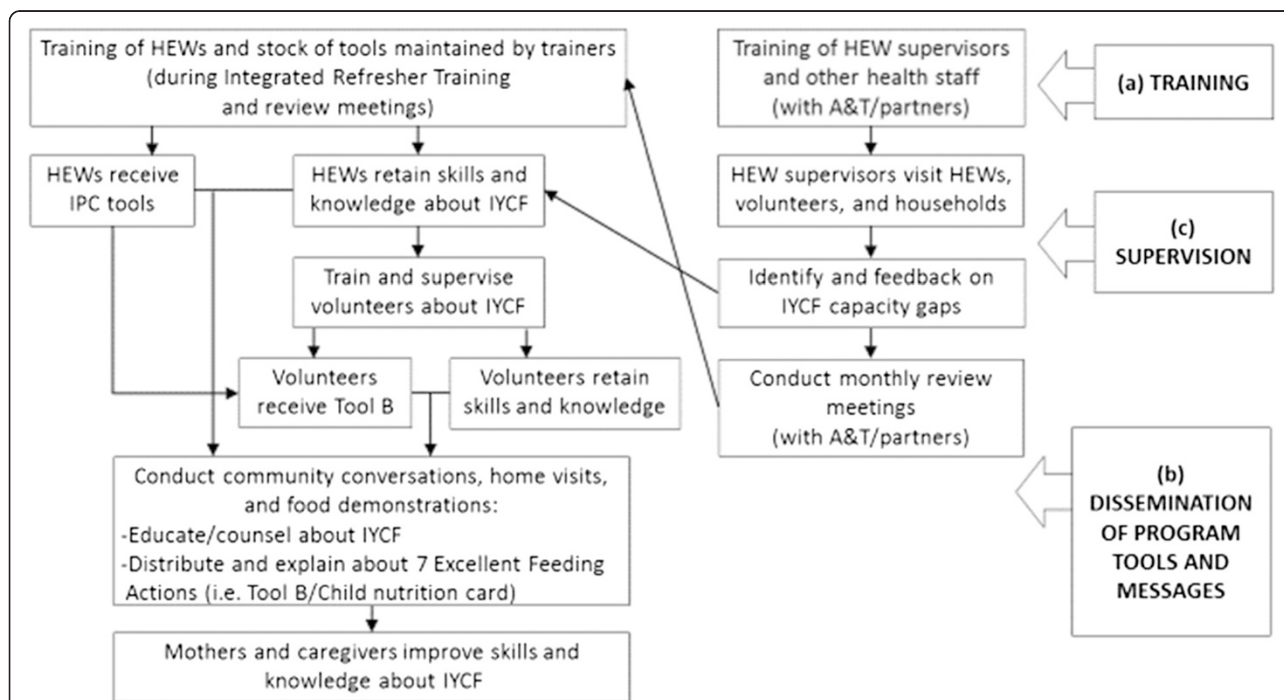 Training of HEWs and stock of tools maintained by trainers
(during Integrated Refresher Training
and review meetings)
Training of HEW supervisors
and other health staff
(with A&T/partners)
(a) TRAINING
HEWs receive
IPC tools
HEWs retain skills and
knowledge about IYCF
HEW supervisors visit HEWs,
volunteers, and households
(c)
SUPERVISION
Train and supervise
volunteers about IYCF
Identify and feedback on
IYCF capacity gaps
Volunteers
receive Tool B
Volunteers retain
skills and knowledge
Conduct monthly review
meetings
(with A&T/partners)
(b)
DISSEMINATION
OF PROGRAM
TOOLS AND
MESSAGES
Conduct community conversations, home visits,
and food demonstrations:
-Educate/counsel about IYCF
-Distribute and explain about 7 Excellent Feeding
Actions (i.e. Tool B/Child nutrition card)
Mothers and caregivers improve skills and
knowledge about IYCF